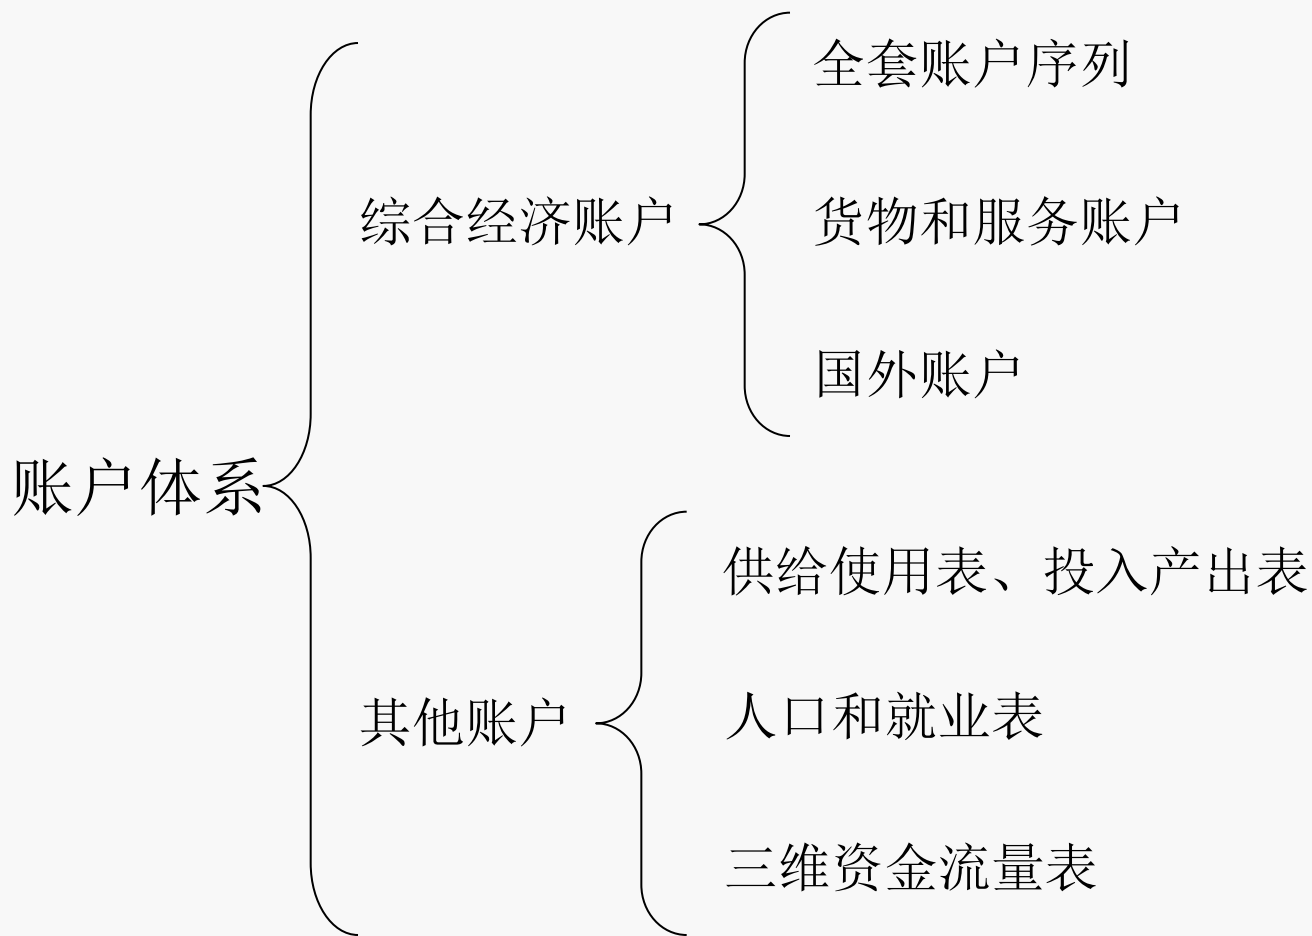 账户体系
综合经济账户
全套账户序列
货物和服务账户
国外账户
其他账户
供给使用表、投入产出表
人口和就业表
三维资金流量表